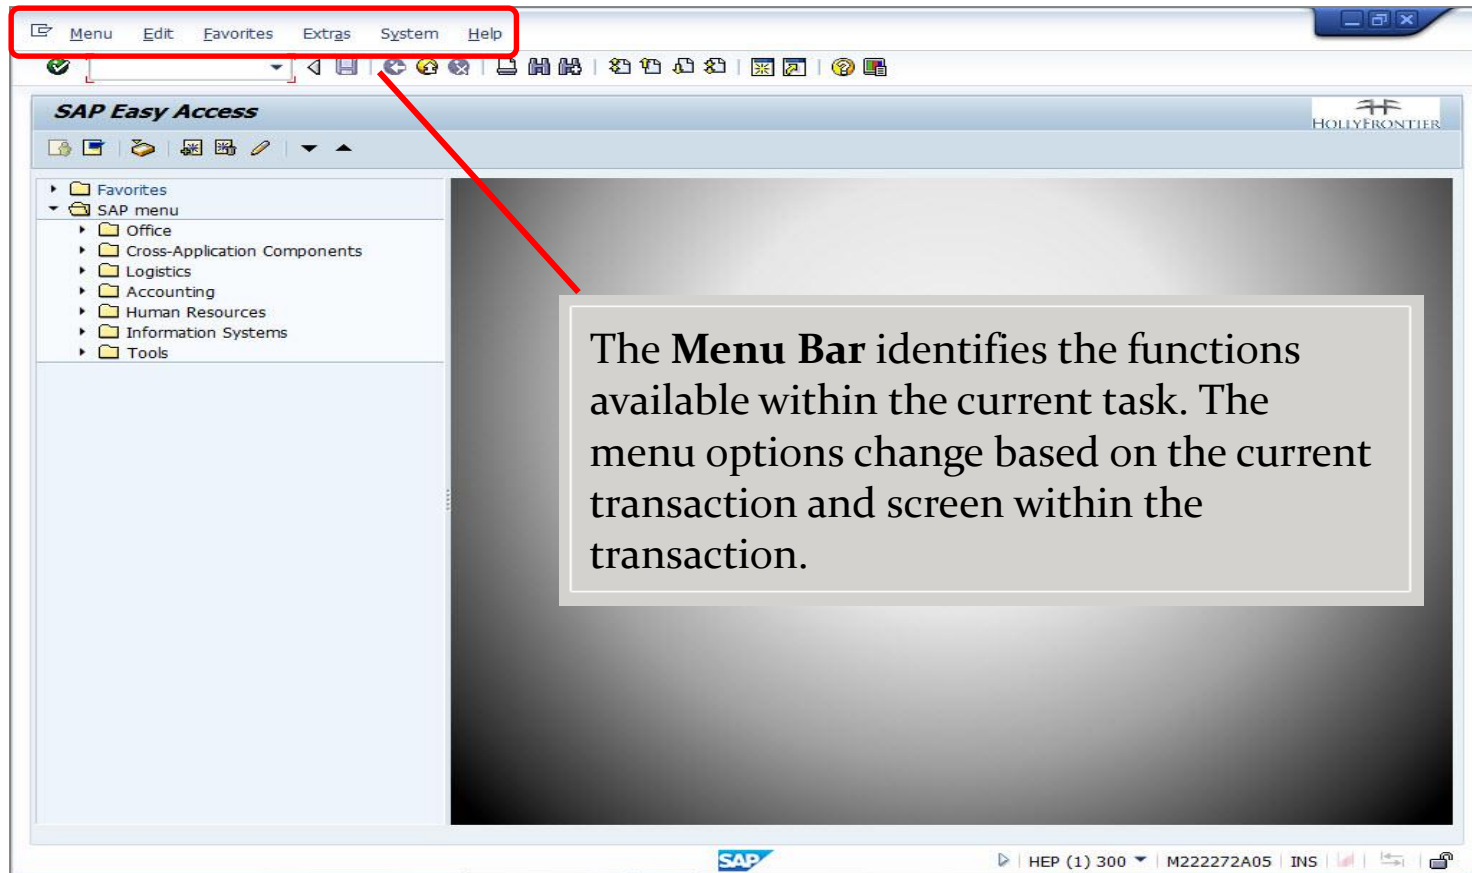 Menu Edit Favorites Extras System Help
SAP Easy Access
HOLLYFRONTIER
Favorites
SAP menu
Office
Cross-Application Components
Logistics
Accounting
Human Resources
Information Systems
Tools
The Menu Bar identifies the functions
available within the current task. The
menu options change based on the current
transaction and screen within the
transaction.
SAP HEP (1) 300 M222272A05 INS